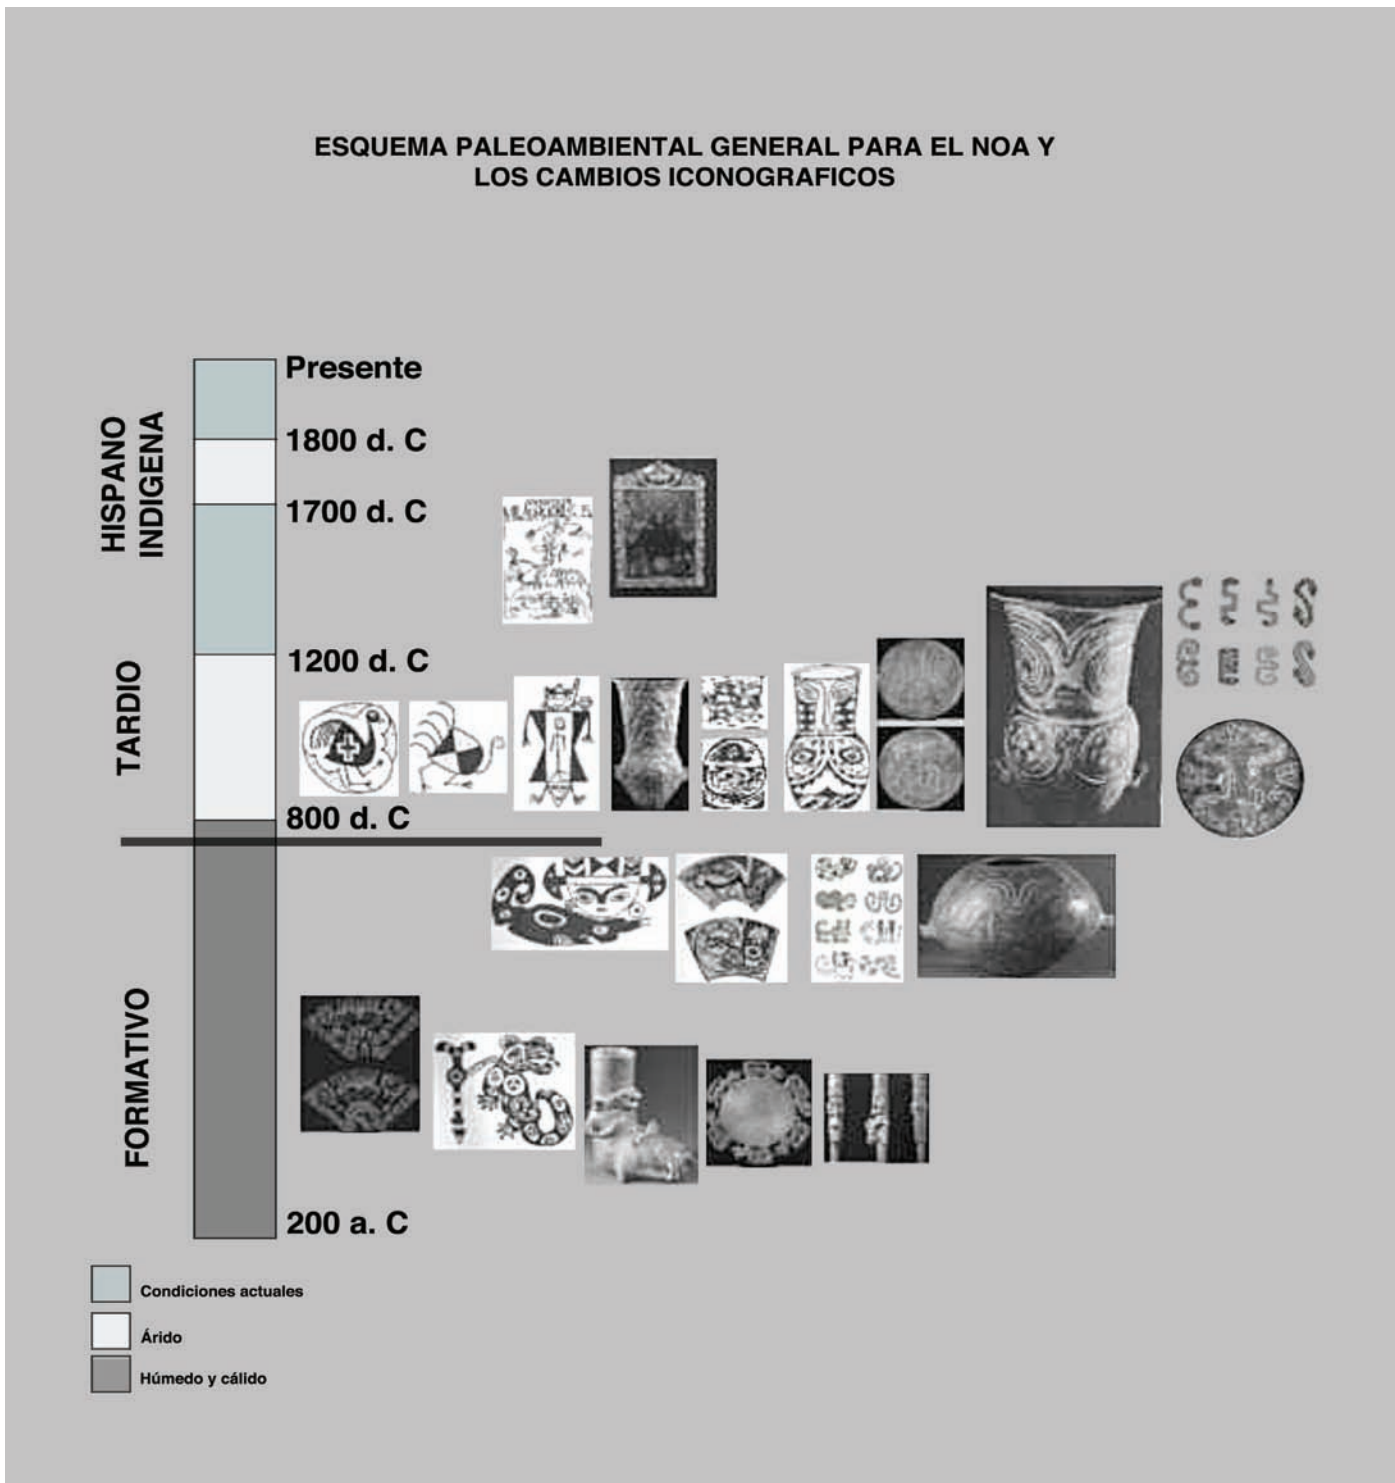 ESQUEMA PALEOAMBIENTAL GENERAL PARA EL NOA Y
LOS CAMBIOS ICONOGRAFICOS
HISPANO
INDIGENA
TARDIO
FORMATIVO
Presente
1800 d. C
1700 d. C
1200 d. C
800 d. C
200 a. C
Condiciones actuales
Árido
Húmedo y cálido